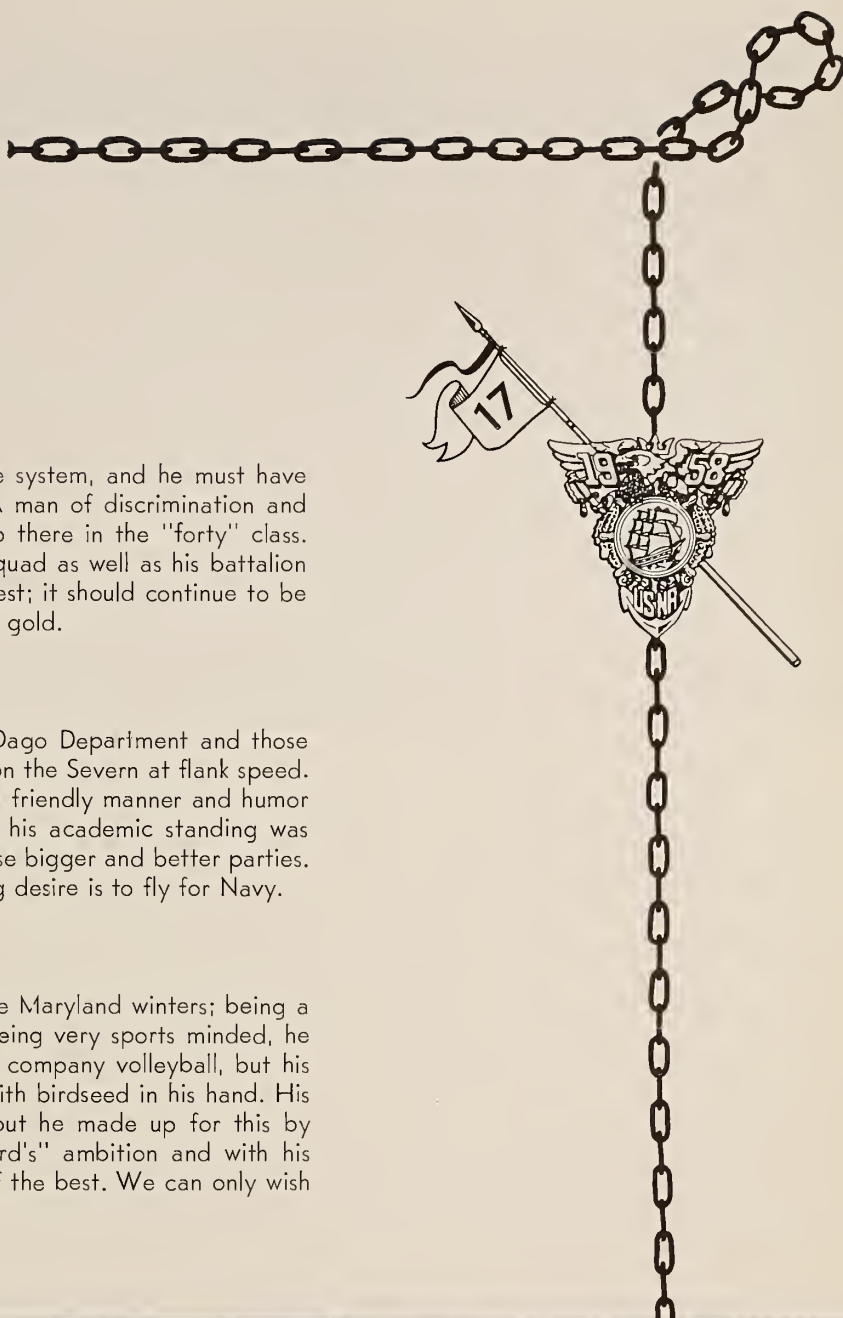 17
19 58
USNA
e system, and he must have
man of discrimination and
there in the "forty" class.
quad as well as his battalion
est; it should continue to be
gold.
Dago Department and those
on the Severn at flank speed.
friendly manner and humor
his academic standing was
se bigger and better parties.
g desire is to fly for Navy.
e Maryland winters; being a
eing very sports minded, he
company volleyball, but his
ith birdseed in his hand. His
out he made up for this by
rd's" ambition and with his
f the best. We can only wish